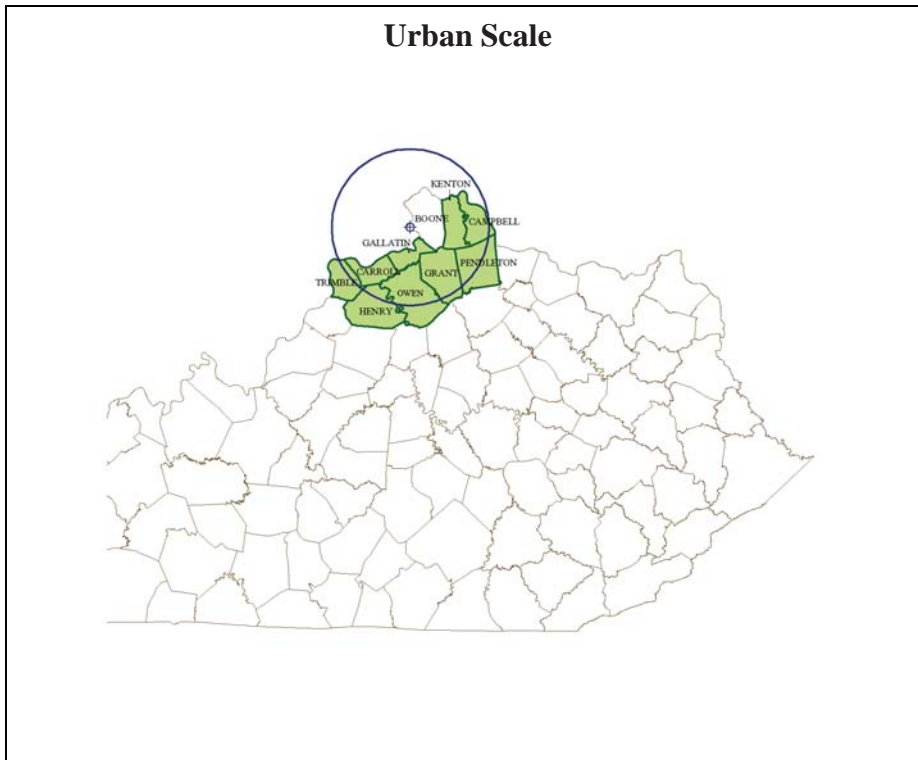 Urban Scale
KENTON
BOONE
CAMPBELL
GALLATIN
CARROLL
GRANT
PENDLETON
TRIMBLE
OWEN
HENRY